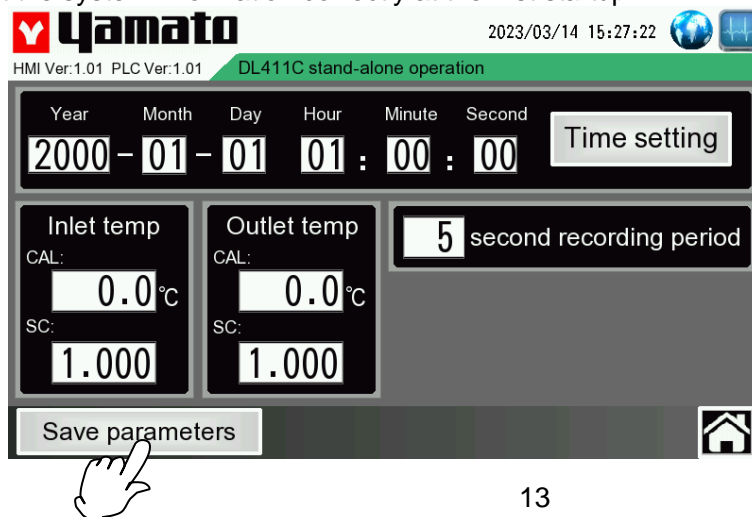 Yamato
2023/03/14 15:27:22
HMI Ver:1.01 PLC Ver:1.01
DL411C stand-alone operation
Year Month Day Hour Minute Second
2000-01-01 01:00:00
Time setting
Inlet temp
CAL:
0.0℃
SC:
1.000
Outlet temp
CAL:
0.0℃
SC:
1.000
5 second recording period
Save parameters
13